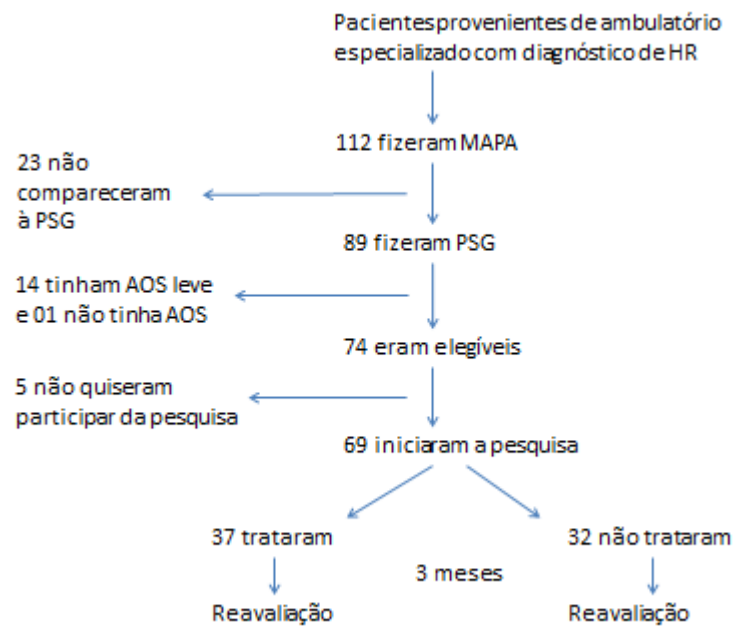 Pacientes provenientes de ambulatório
especializado com diagnóstico de HR
112 fizeram MAPA
23 não
compareceram
à PSG
89 fizeram PSG
14 tinham AOS leve
e 01 não tinha AOS
74 eram elegíveis
5 não quiseram
participar da pesquisa
69 iniciaram a pesquisa
37 trataram
32 não trataram
3 meses
Reavaliação
Reavaliação